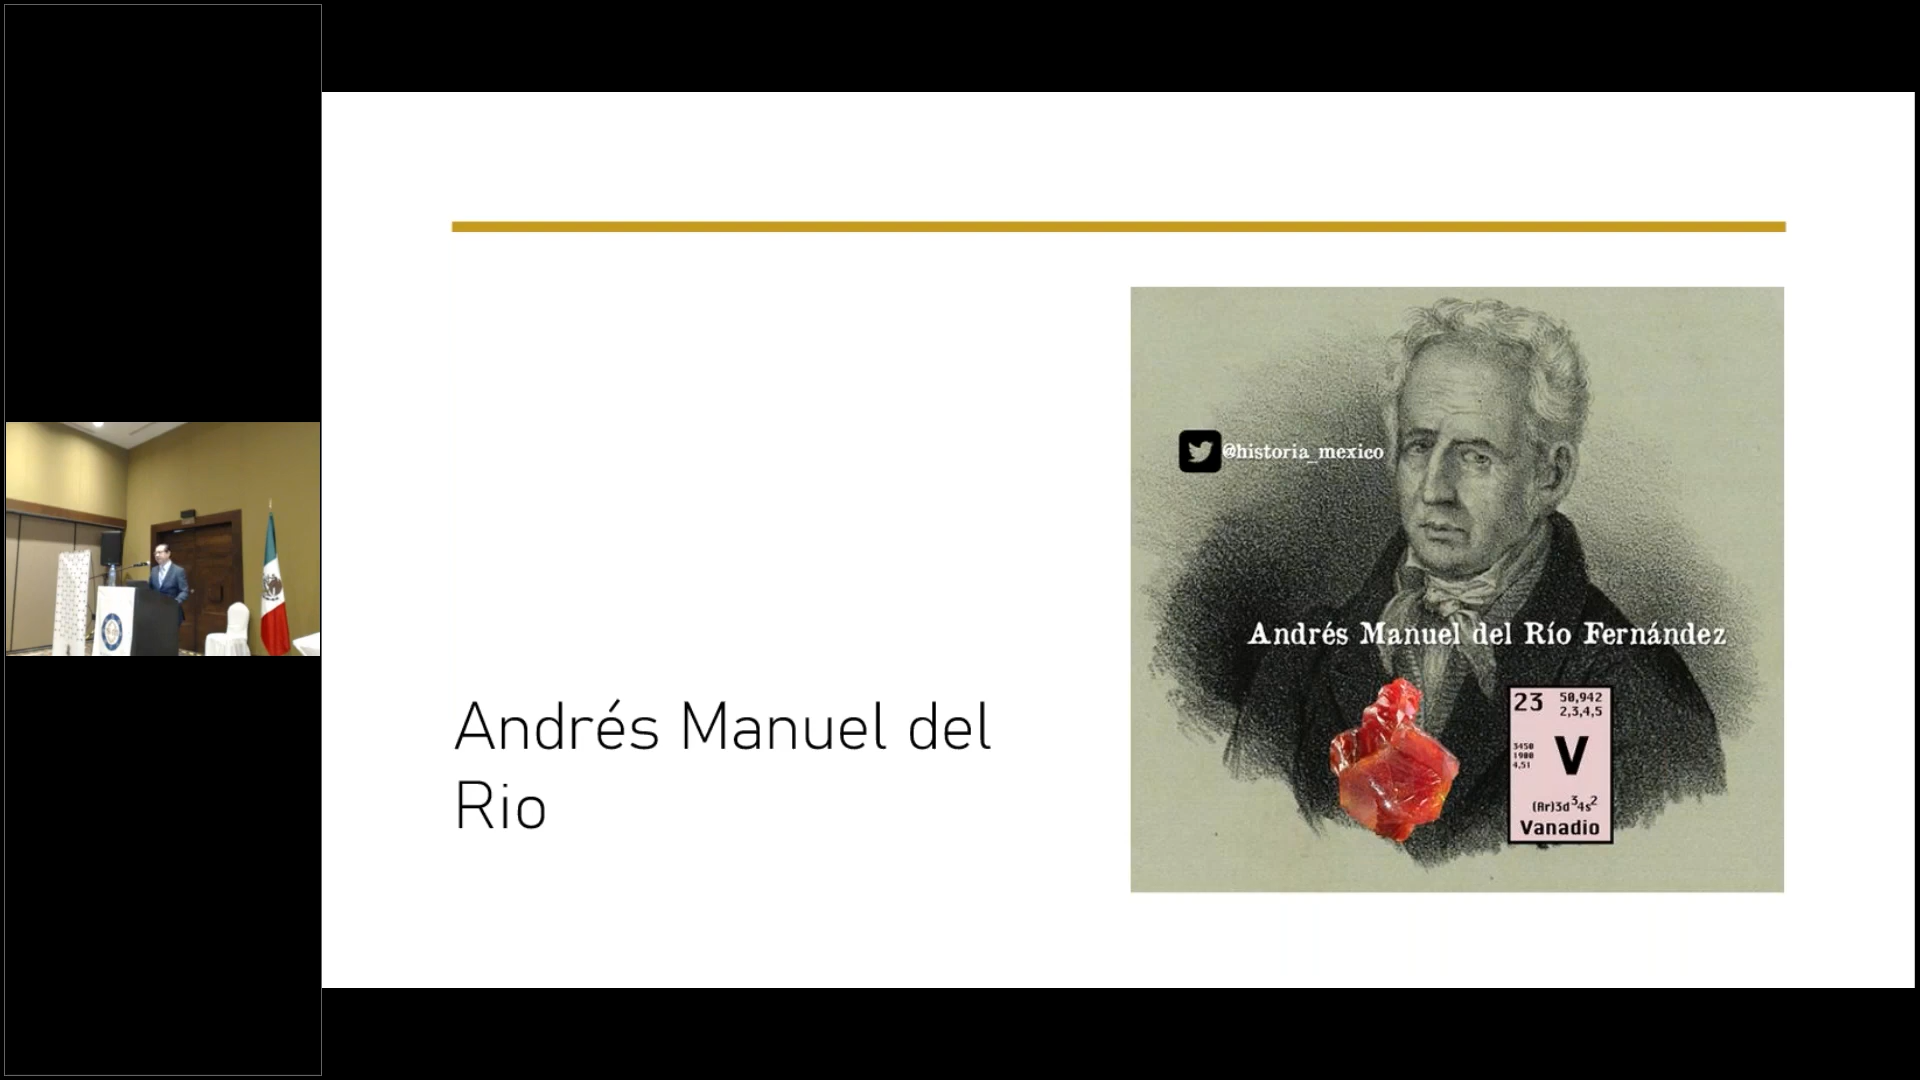 Andrés Manuel del
Rio
@historia_mexico
Andrés Manuel del Río Fernández
23
50,942
2,3,4,5
3450
1900
4,51
V
(Ar)3d³4s²
Vanadio